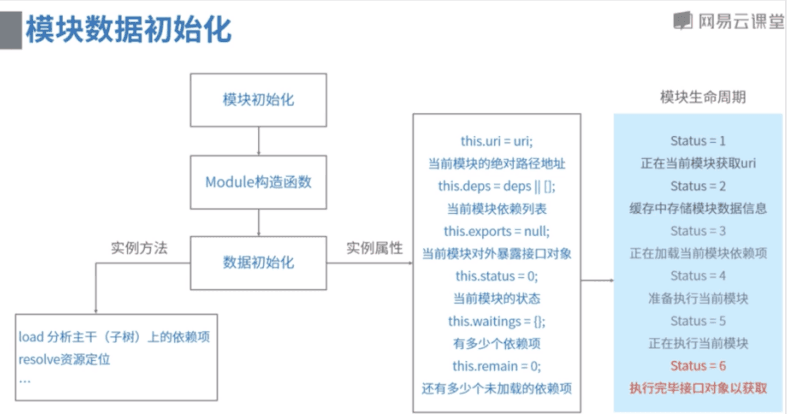 模块数据初始化
网易云课堂
模块初始化
Module构造函数
数据初始化
实例方法
实例属性
load 分析主干（子树）上的依赖项
resolve资源定位
…
this.uri = uri;
当前模块的绝对路径地址
this.deps = deps || [];
当前模块依赖列表
this.exports = null;
当前模块对外暴露接口对象
this.status = 0;
当前模块的状态
this.waitings = {};
有多少个依赖项
this.remain = 0;
还有多少个未加载的依赖项
模块生命周期
Status = 1
正在当前模块获取uri
Status = 2
缓存中存储模块数据信息
Status = 3
正在加载当前模块依赖项
Status = 4
准备执行当前模块
Status = 5
正在执行当前模块
Status = 6
执行完毕接口对象以获取